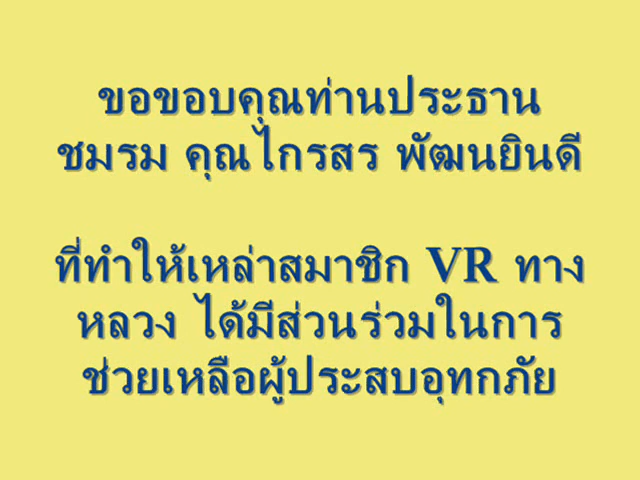 ขอขอบคุณท่านประธาน
ชมรม คุณไกรสร พัฒนยินดี
ที่ทำให้เหล่าสมาชิก VR ทาง
หลวง ได้มีส่วนร่วมในการ
ช่วยเหลือผู้ประสบอุทกภัย